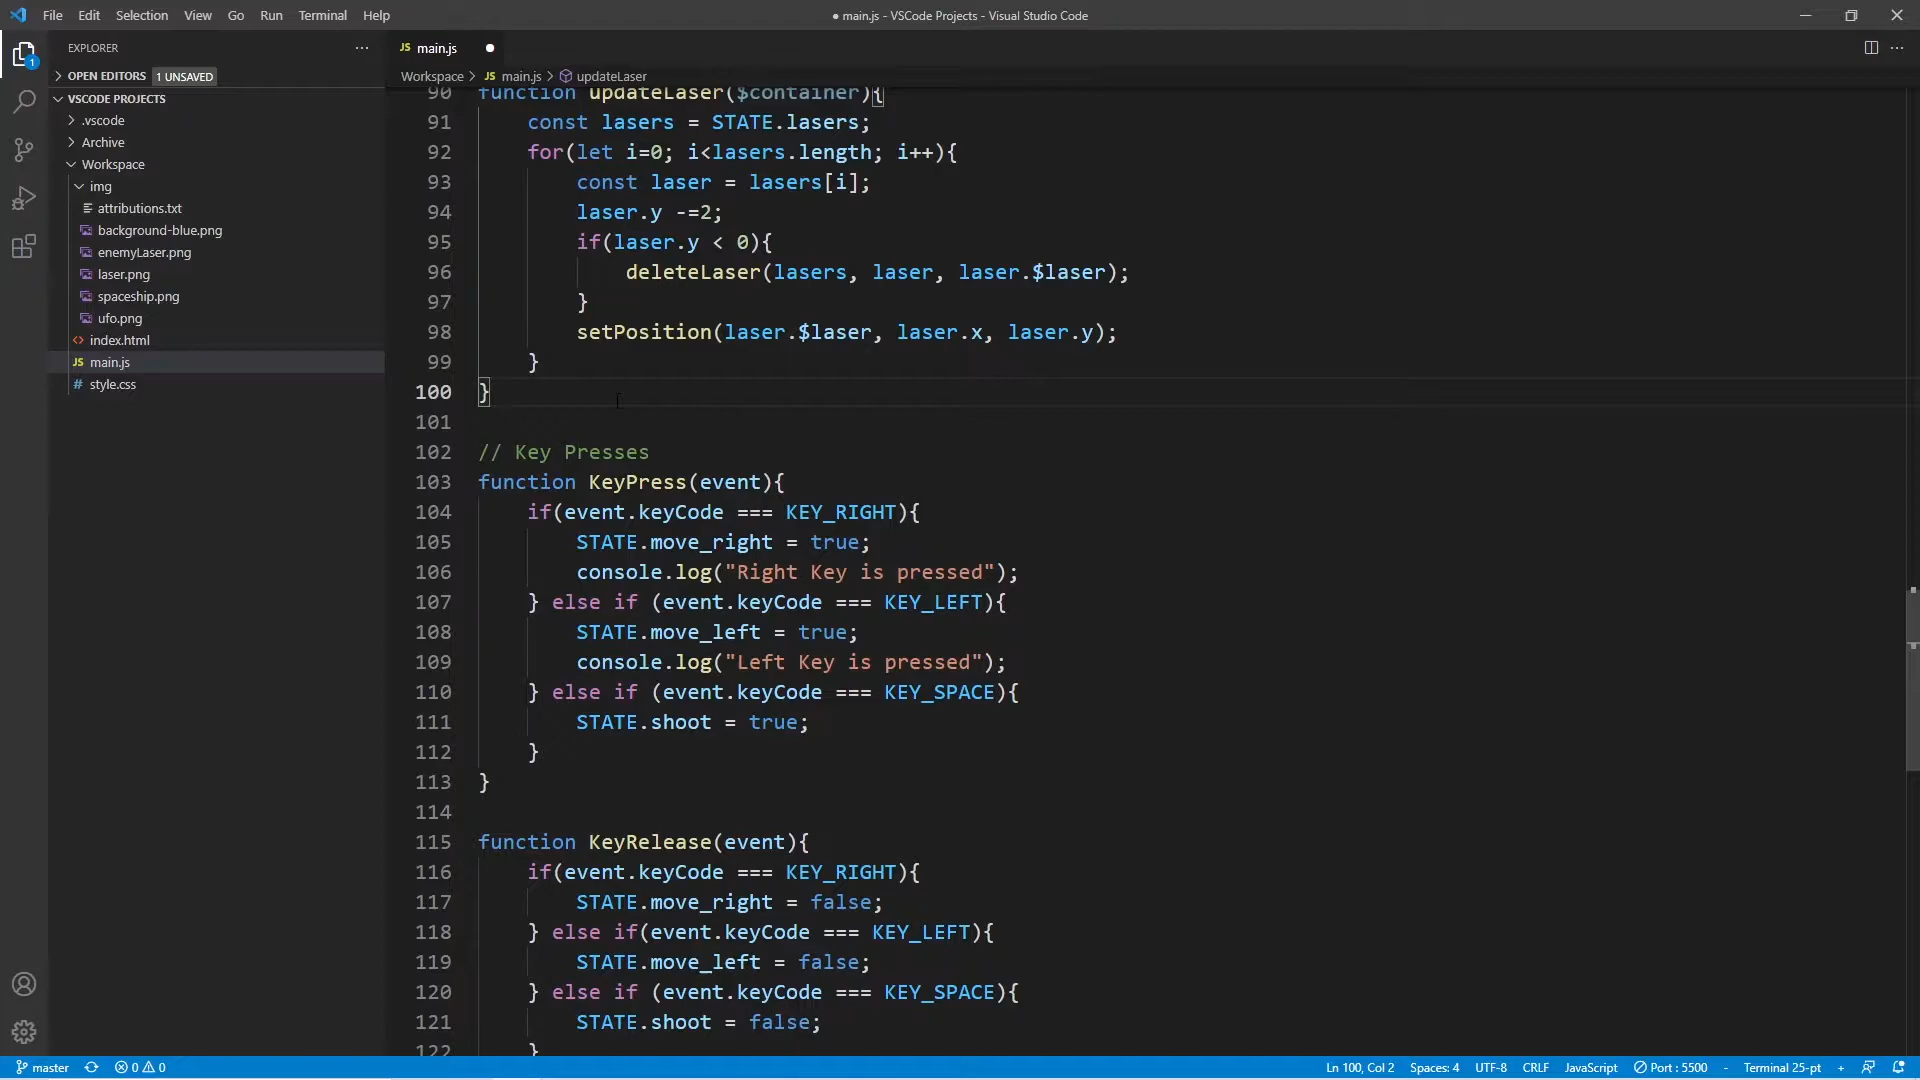 File Edit Selection View Go Run Terminal Help
● main.js - VSCode Projects - Visual Studio Code
EXPLORER
OPEN EDITORS 1 UNSAVED
VSCODE PROJECTS
.vscode
Archive
Workspace
img
attributions.txt
background-blue.png
enemyLaser.png
laser.png
spaceship.png
ufo.png
<> index.html
JS main.js
# style.css
1
JS main.js ●
Workspace > JS main.js > updateLaser
90 function updateLaser($container){
91 const lasers = STATE.lasers;
92 for(let i=0; i<lasers.length; i++){
93 const laser = lasers[i];
94 laser.y -=2;
95 if(laser.y < 0){
96 deleteLaser(lasers, laser, laser.$laser);
97 }
98 setPosition(laser.$laser, laser.x, laser.y);
99 }
100 }
101
102 // Key Presses
103 function KeyPress(event){
104 if(event.keyCode === KEY_RIGHT){
105 STATE.move_right = true;
106 console.log("Right Key is pressed");
107 } else if (event.keyCode === KEY_LEFT){
108 STATE.move_left = true;
109 console.log("Left Key is pressed");
110 } else if (event.keyCode === KEY_SPACE){
111 STATE.shoot = true;
112 }
113 }
114
115 function KeyRelease(event){
116 if(event.keyCode === KEY_RIGHT){
117 STATE.move_right = false;
118 } else if(event.keyCode === KEY_LEFT){
119 STATE.move_left = false;
120 } else if (event.keyCode === KEY_SPACE){
121 STATE.shoot = false;
122 }
master 0 0 Ln 100, Col 2 Spaces: 4 UTF-8 CRLF JavaScript Port : 5500 - Terminal 25-pt +